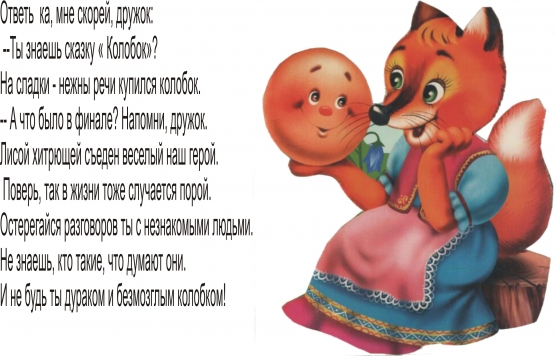 Ответь ка, мне скорей, дружок:
--Ты знаешь сказку « Колобок»?
На сладки - нежны речи купился колобок.
-- А что было в финале? Напомни, дружок.
Лисой хитрющей съеден веселый наш герой.
Поверь, так в жизни тоже случается порой.
Остерегайся разговоров ты с незнакомыми людьми.
Не знаешь, кто такие, что думают они.
И не будь ты дураком и безмозглым колобком!